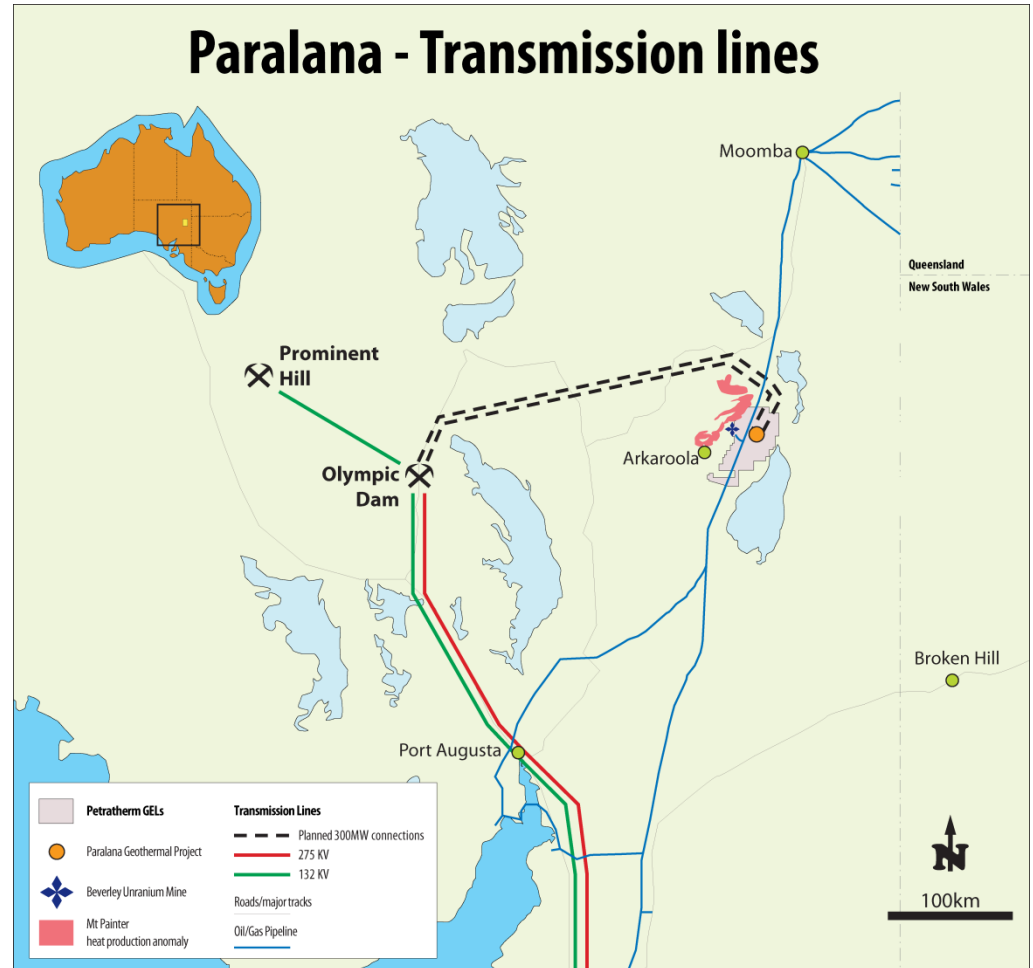 Paralana - Transmission lines
Moomba
Queensland
New South Wales
Prominent
Hill
Olympic
Dam
Arkaroola
Broken Hill
Port Augusta
Petratherm GELs
Paralana Geothermal Project
Beverley Unranium Mine
Mt Painter
heat production anomaly
Transmission Lines
Planned 300MW connections
275 KV
132 KV
Roads/major tracks
Oil/Gas Pipeline
N
100km